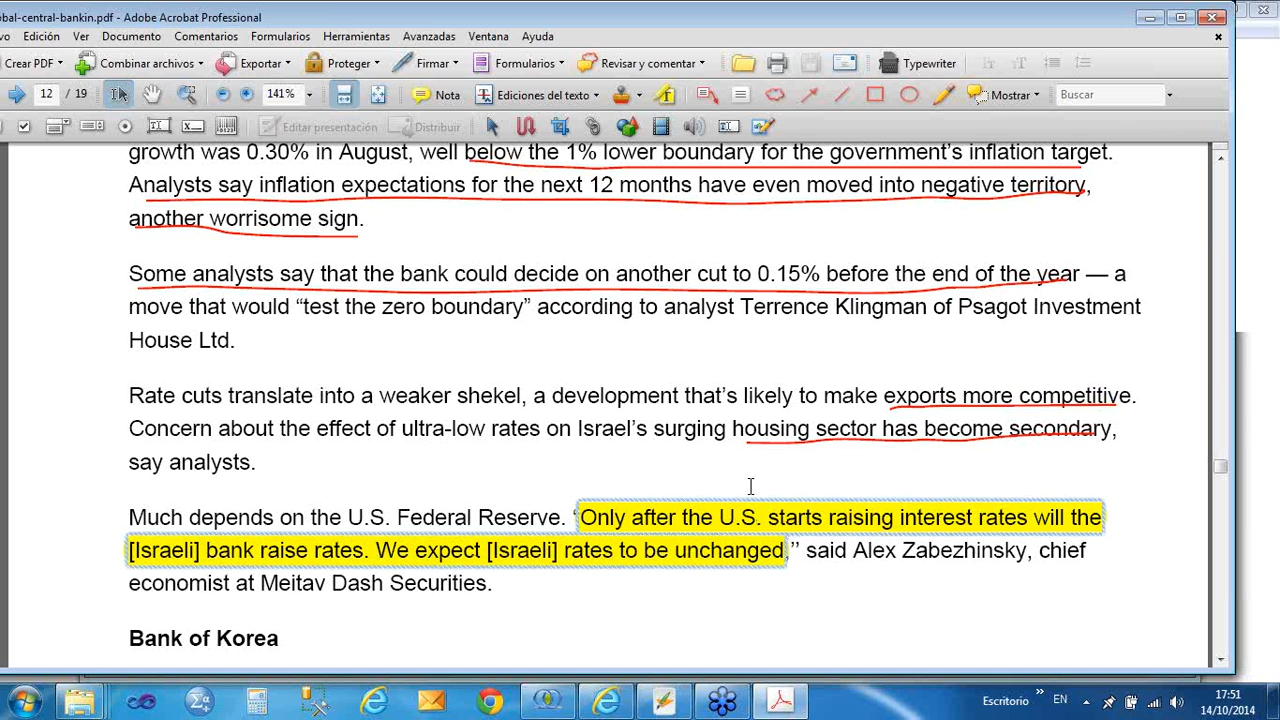 bal-central-bankin.pdf - Adobe Acrobat Professional
vo Edición Ver Documento Comentarios Formularios Herramientas Avanzadas Ventana Ayuda
Crear PDF Combinar archivos Exportar Proteger Firmar Formularios Revisar y comentar Typewriter
12 / 19 141% Nota Ediciones del texto Mostrar Buscar
Editar presentación Distribuir
growth was 0.30% in August, well below the 1% lower boundary for the government’s inflation target.
Analysts say inflation expectations for the next 12 months have even moved into negative territory,
another worrisome sign.
Some analysts say that the bank could decide on another cut to 0.15% before the end of the year — a
move that would “test the zero boundary” according to analyst Terrence Klingman of Psagot Investment
House Ltd.
Rate cuts translate into a weaker shekel, a development that’s likely to make exports more competitive.
Concern about the effect of ultra-low rates on Israel’s surging housing sector has become secondary,
say analysts.
Much depends on the U.S. Federal Reserve. “Only after the U.S. starts raising interest rates will the
[Israeli] bank raise rates. We expect [Israeli] rates to be unchanged,’’ said Alex Zabezhinsky, chief
economist at Meitav Dash Securities.
Bank of Korea
Escritorio » EN 17:51
14/10/2014